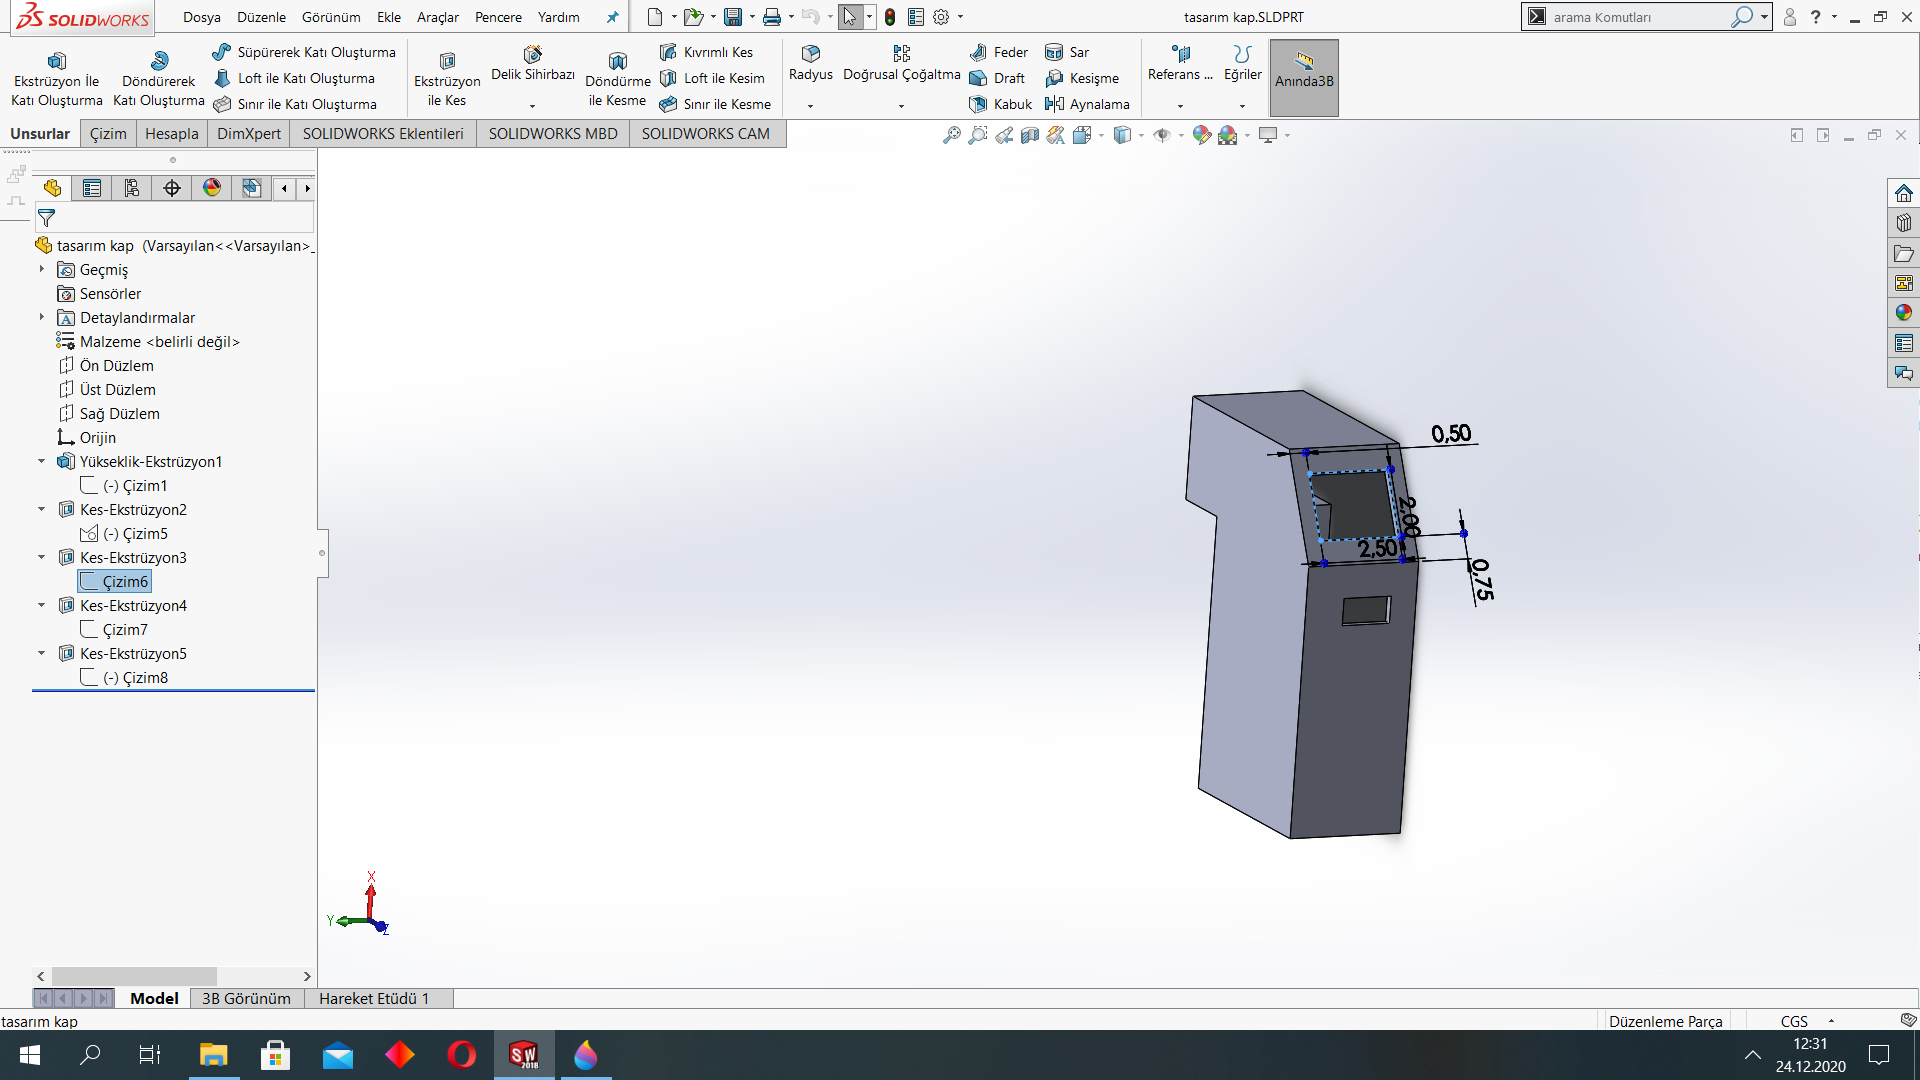 SOLIDWORKS
Dosya Düzenle Görünüm Ekle Araçlar Pencere Yardım
tasarım kap.SLDPRT
arama Komutları
?
Ekstrüzyon İle Katı Oluşturma
Döndürerek Katı Oluşturma
Süpürerek Katı Oluşturma
Loft ile Katı Oluşturma
Sınır ile Katı Oluşturma
Ekstrüzyon ile Kes
Delik Sihirbazı
Döndürme ile Kesme
Kıvrımlı Kes
Loft ile Kesim
Sınır ile Kesme
Radyus
Doğrusal Çoğaltma
Feder
Draft
Kabuk
Sar
Kesişme
Aynalama
Referans ...
Eğriler
Anında3B
Unsurlar Çizim Hesapla DimXpert SOLIDWORKS Eklentileri SOLIDWORKS MBD SOLIDWORKS CAM
tasarım kap (Varsayılan<<Varsayılan>_
Geçmiş
Sensörler
Detaylandırmalar
Malzeme <belirli değil>
Ön Düzlem
Üst Düzlem
Sağ Düzlem
Orijin
Yükseklik-Ekstrüzyon1
(-) Çizim1
Kes-Ekstrüzyon2
(-) Çizim5
Kes-Ekstrüzyon3
Çizim6
Kes-Ekstrüzyon4
Çizim7
Kes-Ekstrüzyon5
(-) Çizim8
0,50
2,00
2,50
0,75
X
Y
Z
Model 3B Görünüm Hareket Etüdü 1
tasarım kap
Düzenleme Parça
CGS
SW
2018
12:31
24.12.2020